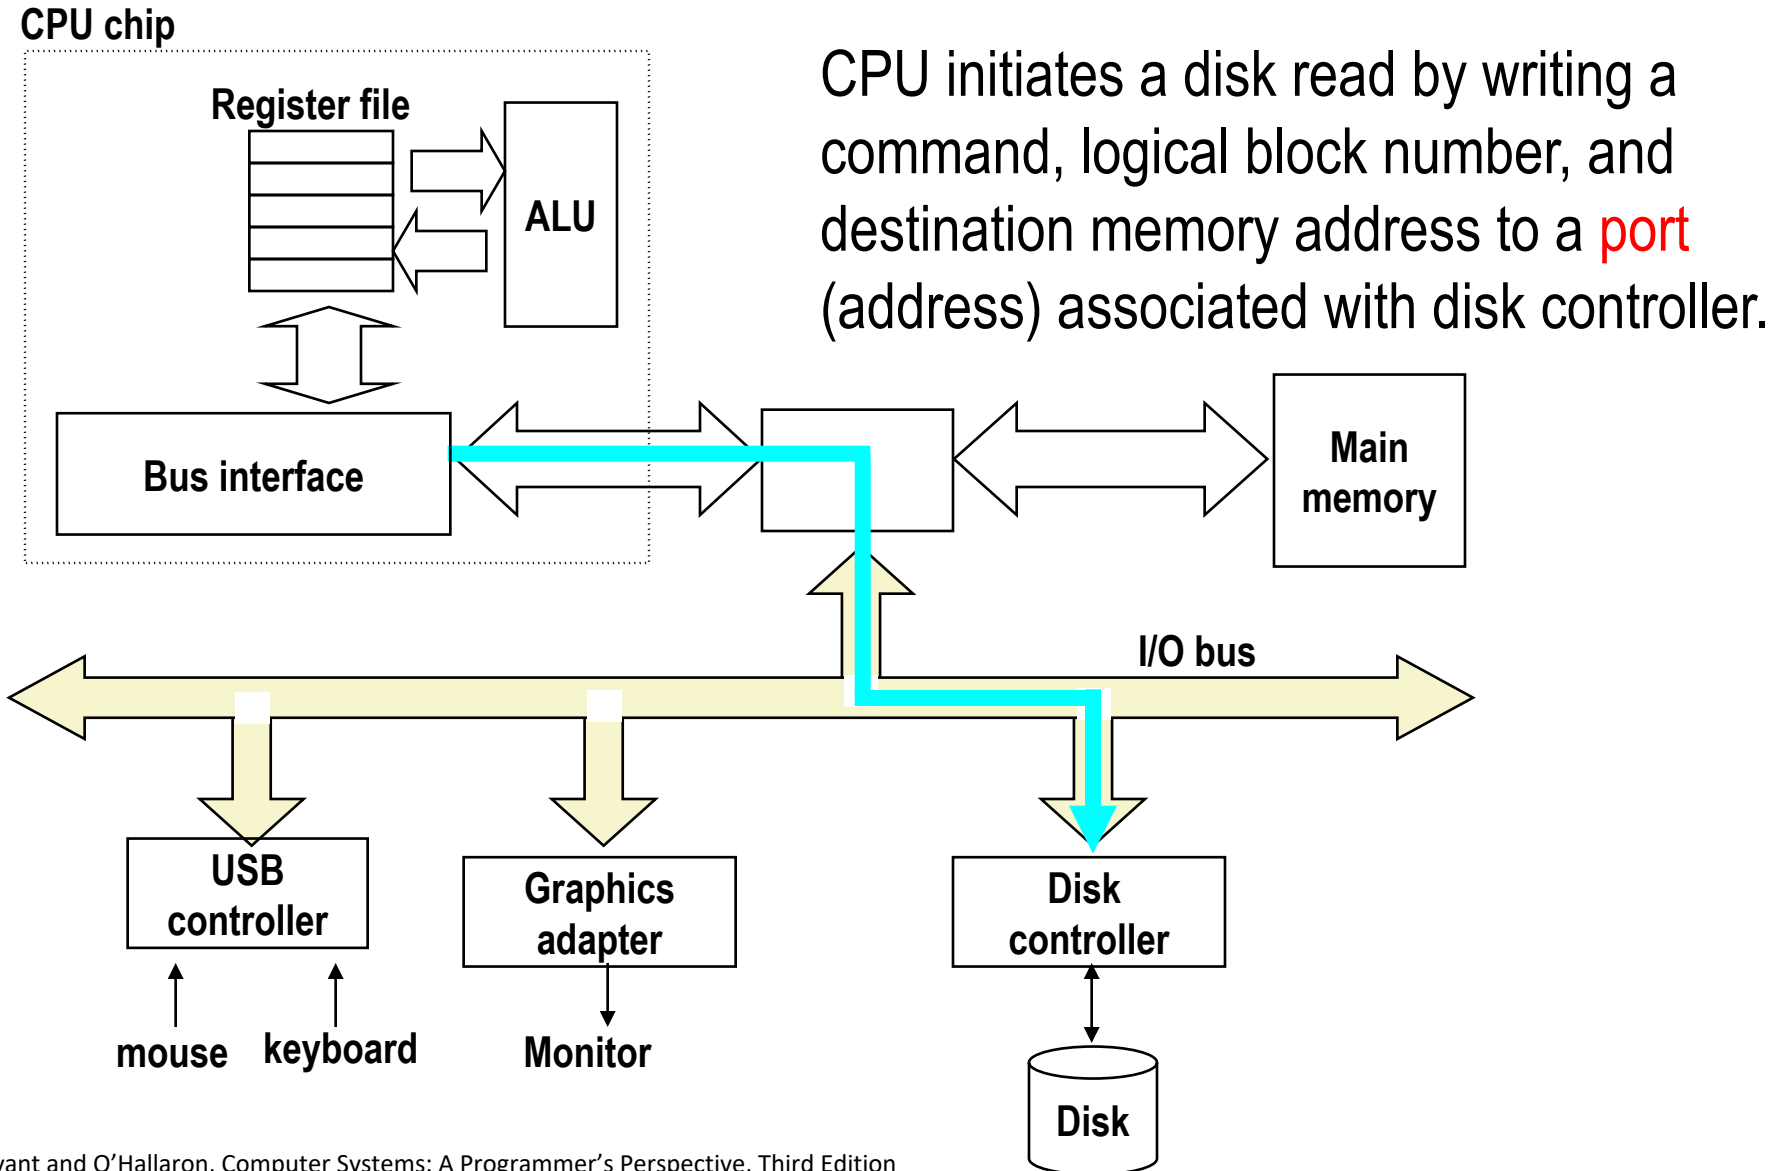 CPU chip
CPU initiates a disk read by writing a
command, logical block number, and
destination memory address to a port
(address) associated with disk controller.
Register file
ALU
Bus interface
Main
memory
I/O bus
USB
controller
Graphics
adapter
Disk
controller
mouse
keyboard
Monitor
Disk
and O'Hallaron, Computer Systems: A Programmer's Perspective, Third Edition